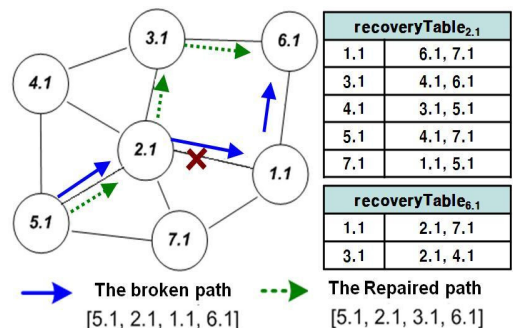 3.1
6.1
4.1
2.1
1.1
5.1
7.1
recoveryTable2.1
1.1 6.1, 7.1
3.1 4.1, 6.1
4.1 3.1, 5.1
5.1 4.1, 7.1
7.1 1.1, 5.1
recoveryTable6.1
1.1 2.1, 7.1
3.1 2.1, 4.1
The broken path
[5.1, 2.1, 1.1, 6.1]
The Repaired path
[5.1, 2.1, 3.1, 6.1]